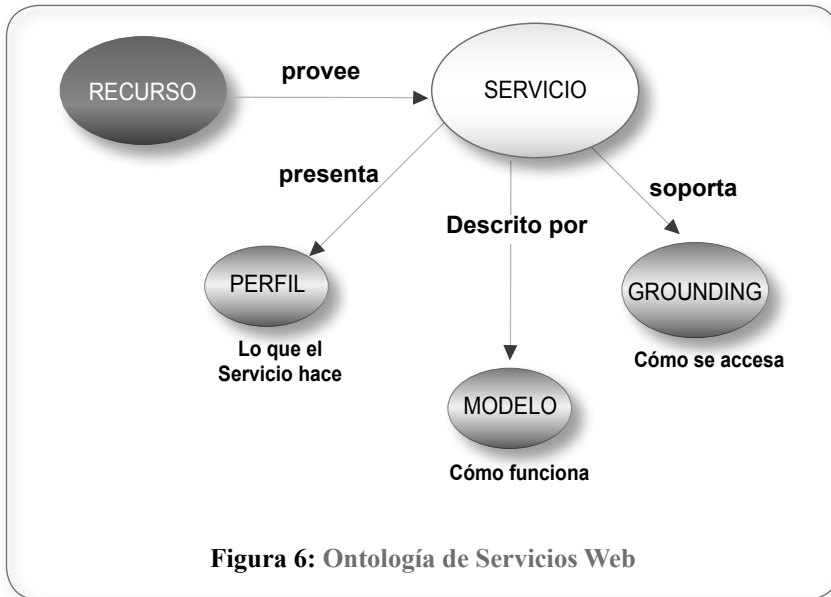 RECURSO
provee
SERVICIO
presenta
Descrito por
soporta
PERFIL
Lo que el
Servicio hace
MODELO
Cómo funciona
GROUNDING
Cómo se accesa
Figura 6: Ontología de Servicios Web